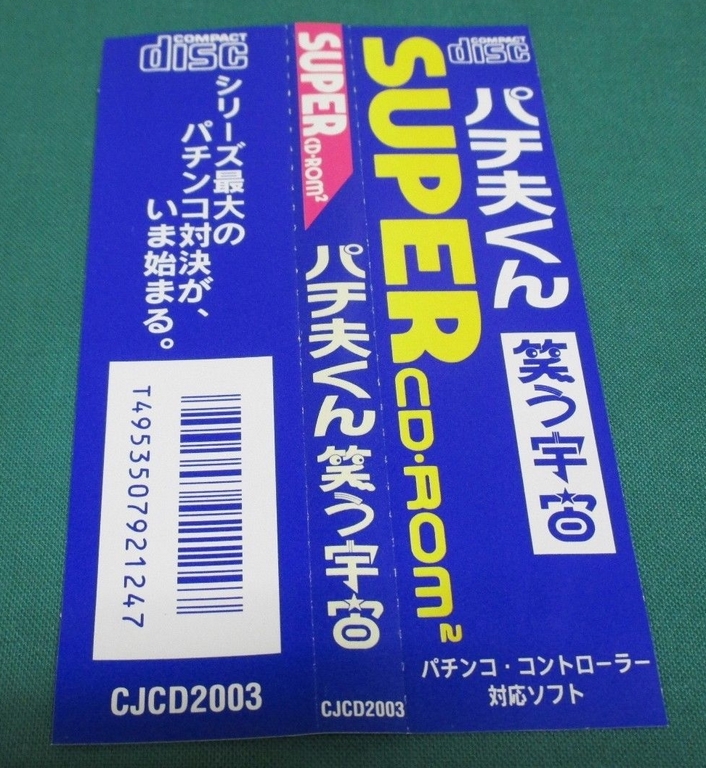 COMPACT
disc
シリーズ最大の
パチンコ対決が、
いま始まる。
T4953507921247
CJCD2003
SUPER CD-ROM²
パチ夫くん 笑う宇宙
CJCD2003
COMPACT
disc
パチ夫くん
笑う宇宙
SUPER CD・ROM²
パチンコ・コントローラー
対応ソフト